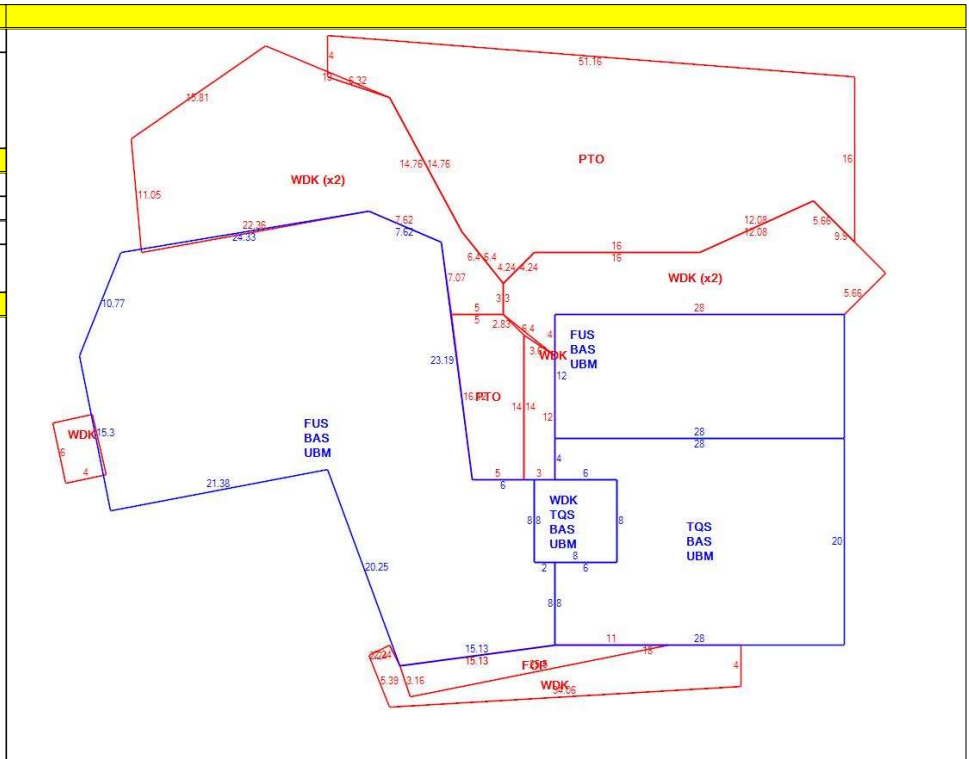 4
51.16
19
6.32
15.81
14.76 14.76
PTO
16
WDK (x2)
11.05
22.36
24.33
7.62
7.62
12.08
12.08
5.66
9.9
6.4 6.4
4.24 4.24
16
16
7.07
WDK (x2)
3 3
5.66
10.77
5
5
2.83
6.4
28
4
FUS
BAS
UBM
WDK
23.19
12
PTO
14 14
12
WDK
15.3
FUS
BAS
UBM
28
28
6
4
4
21.38
5
3
6
6
WDK
TQS
BAS
UBM
8 8
8
8
TQS
BAS
UBM
20
2
6
20.25
8 8
15.13
15.13
11
18
28
FOP
5.39
3.16
WDK
4